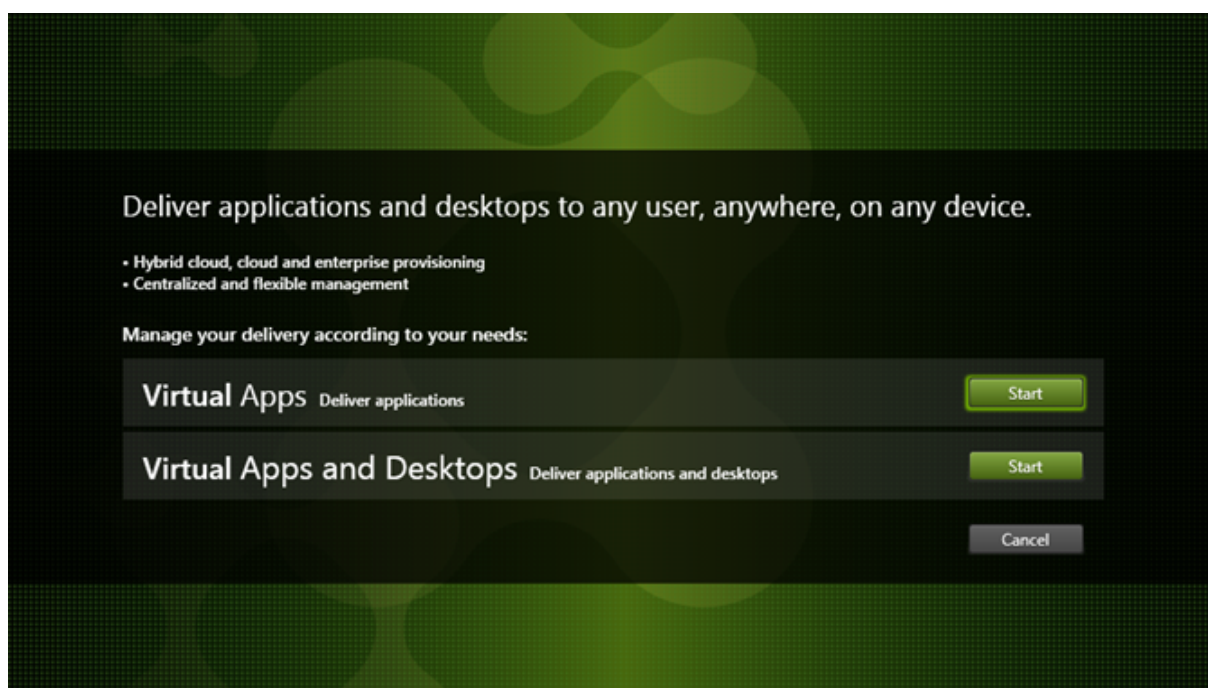 Deliver applications and desktops to any user, anywhere, on any device.
• Hybrid cloud, cloud and enterprise provisioning
• Centralized and flexible management
Manage your delivery according to your needs:
Virtual Apps Deliver applications Start
Virtual Apps and Desktops Deliver applications and desktops Start
Cancel